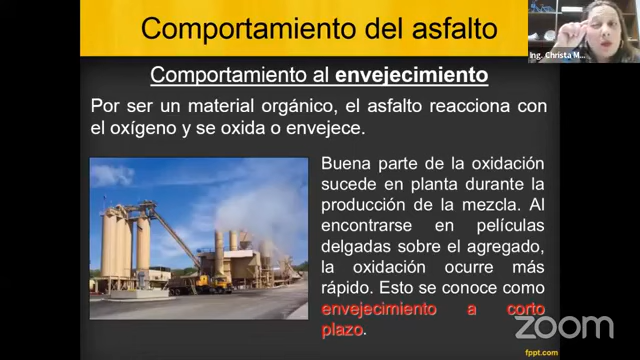 Comportamiento del asfalto
Ing. Christa M...
Comportamiento al envejecimiento
Por ser un material orgánico, el asfalto reacciona con
el oxígeno y se oxida o envejece.
Buena parte de la oxidación
sucede en planta durante la
producción de la mezcla. Al
encontrarse en películas
delgadas sobre el agregado,
la oxidación ocurre más
rápido. Esto se conoce como
envejecimiento a corto
plazo.
zoom
fppt.com